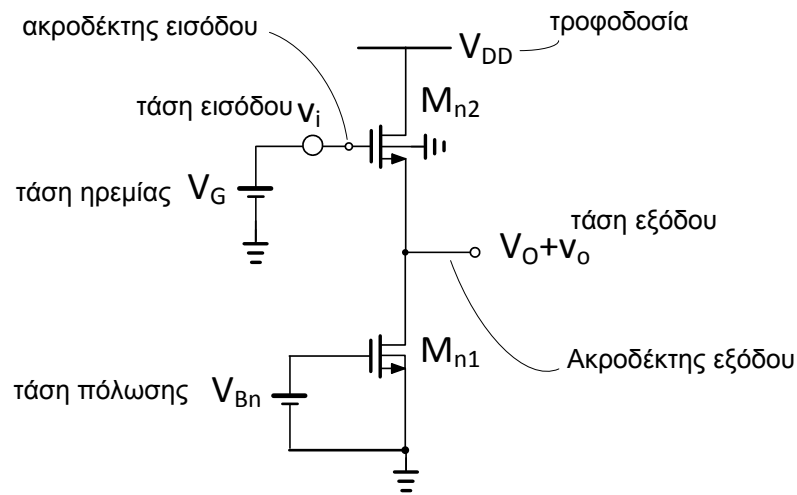 ακροδέκτης εισόδου
τροφοδοσία
V_DD
M_n2
τάση εισόδου v_i
τάση ηρεμίας V_G
τάση εξόδου
V_O+v_o
M_n1
Ακροδέκτης εξόδου
τάση πόλωσης V_Bn